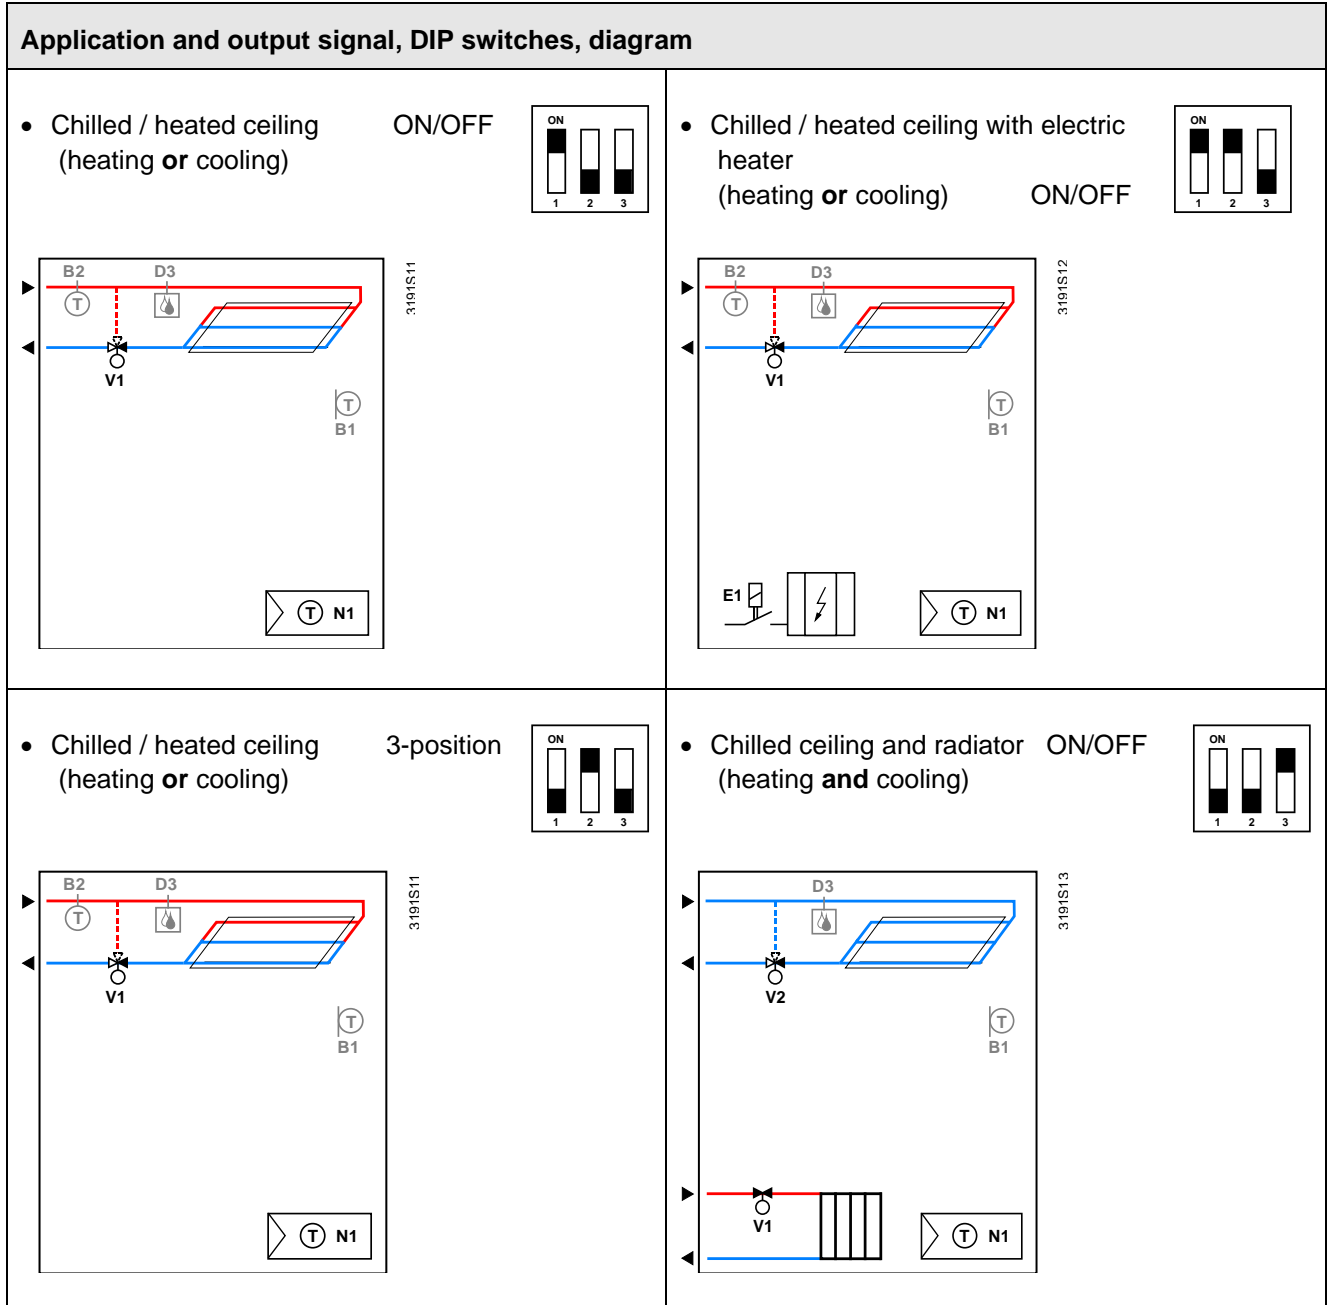 Application and output signal, DIP switches, diagram
• Chilled / heated ceiling ON/OFF
(heating or cooling)
ON
1 2 3
B2 D3
T
V1
T
B1
T N1
3191S11
• Chilled / heated ceiling with electric
heater
(heating or cooling) ON/OFF
ON
1 2 3
B2 D3
T
V1
T
B1
E1
T N1
3191S12
• Chilled / heated ceiling 3-position
(heating or cooling)
ON
1 2 3
B2 D3
T
V1
T
B1
T N1
3191S11
• Chilled ceiling and radiator ON/OFF
(heating and cooling)
ON
1 2 3
D3
V2
T
B1
V1
T N1
3191S13